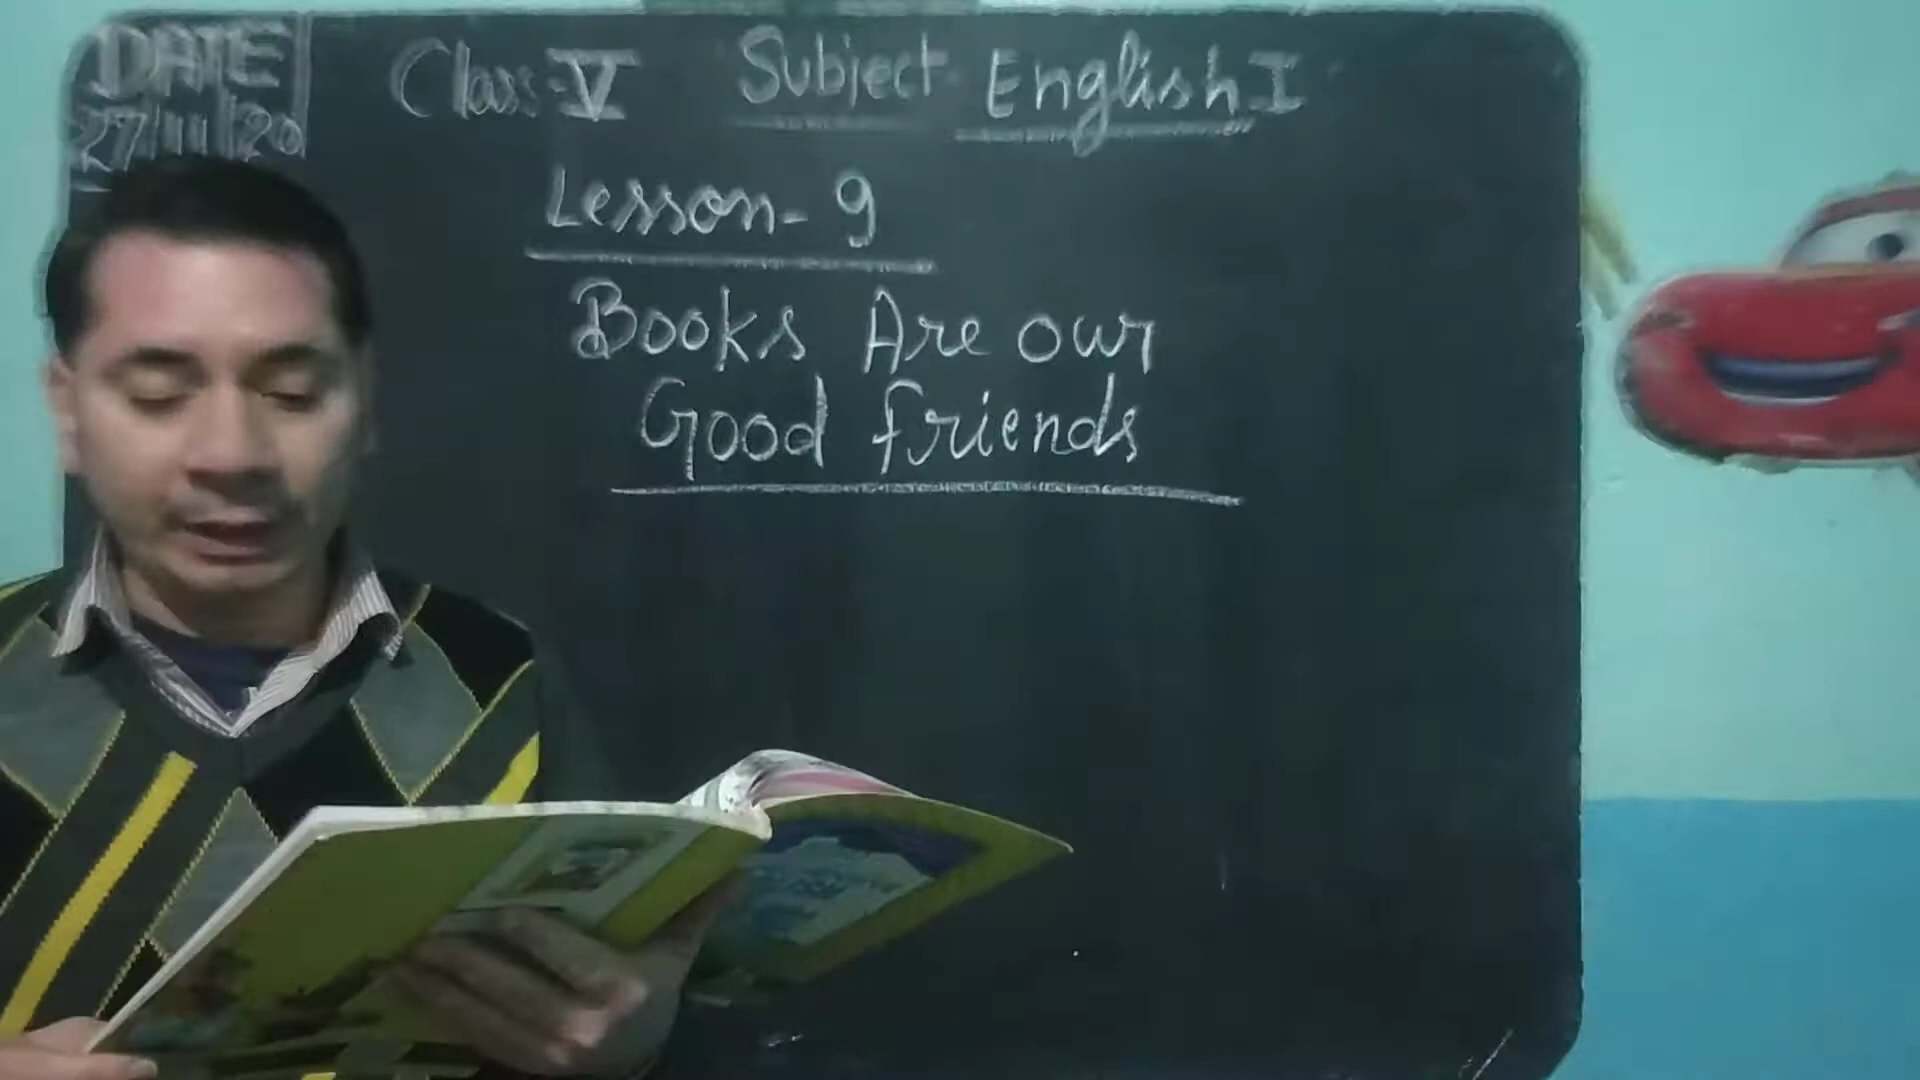 DATE
27/11/20
Class-V Subject- English I
Lesson-9
Books Are our
Good friends